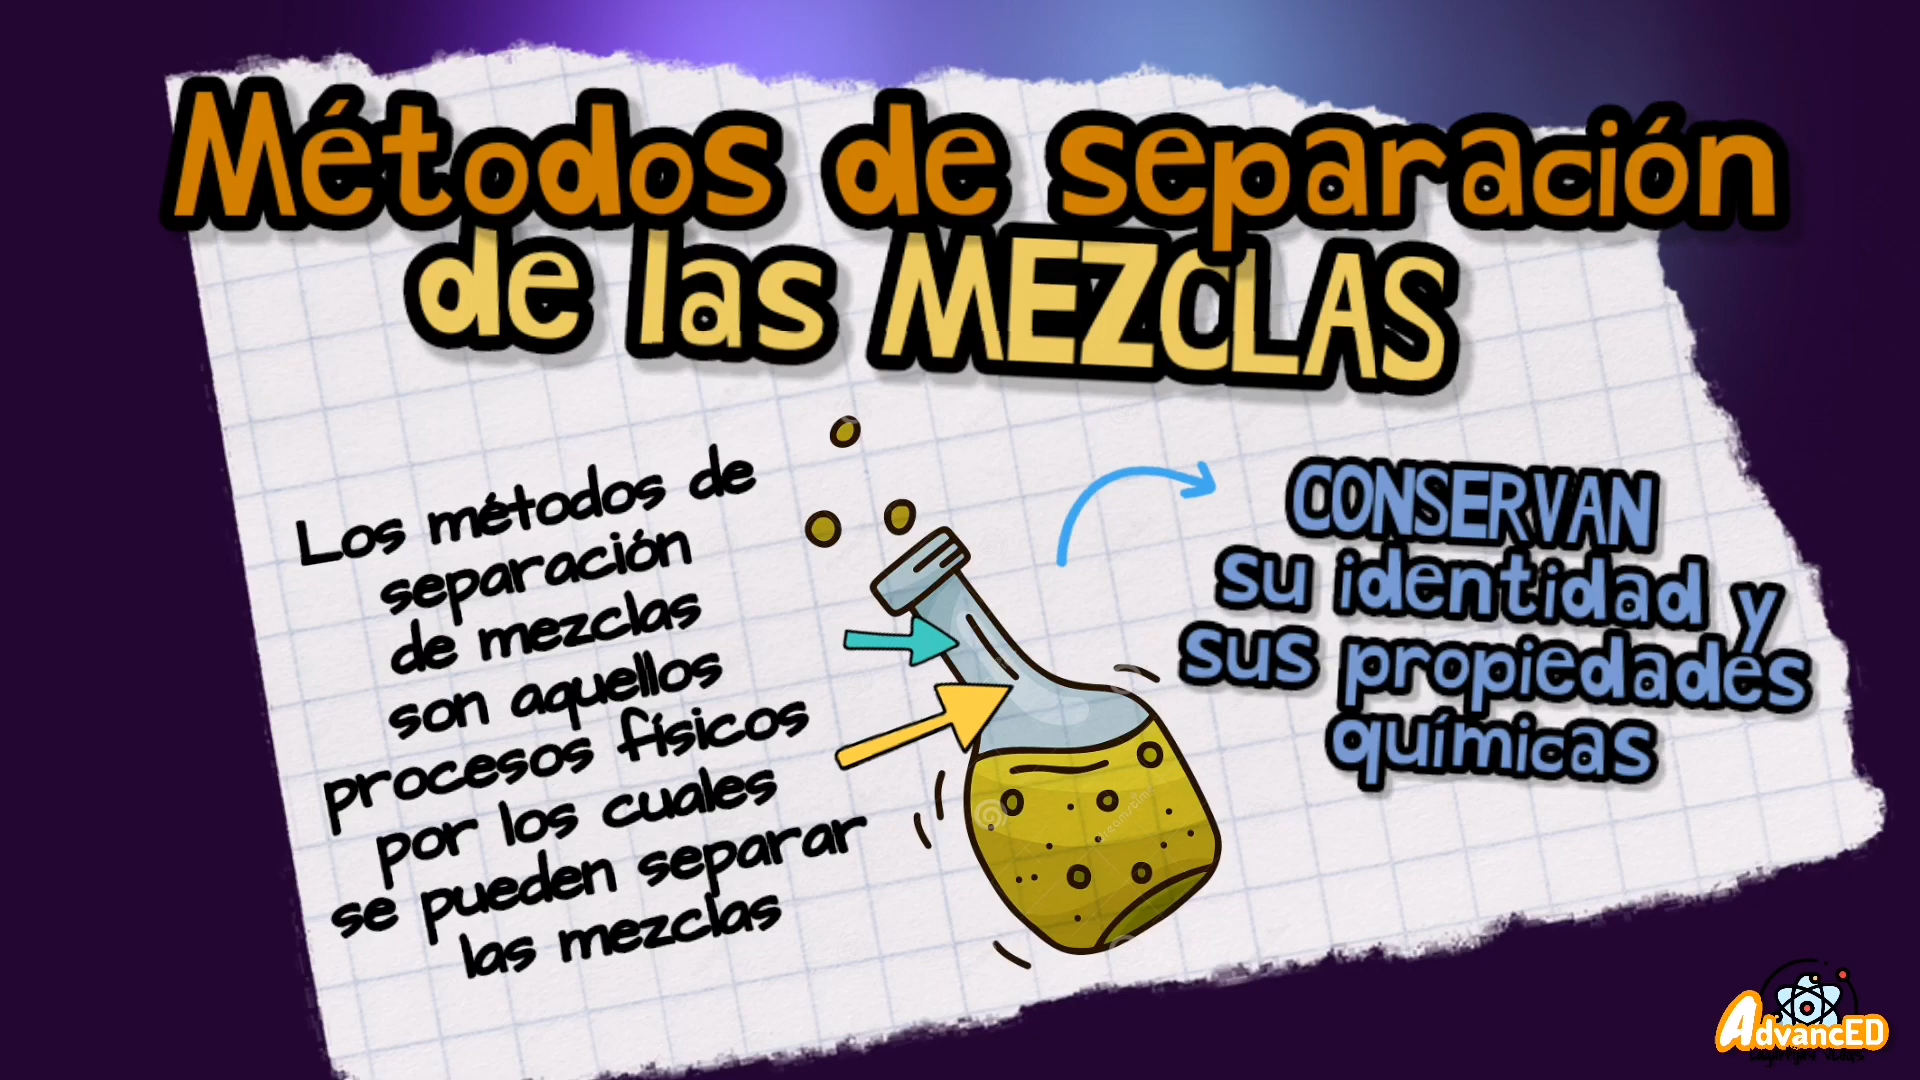 Métodos de separación
de las MEZCLAS
Los métodos de
separación
de mezclas
son aquellos
procesos físicos
por los cuales
se pueden separar
las mezclas
CONSERVAN
su identidad y
sus propiedades
químicas
AdvancED